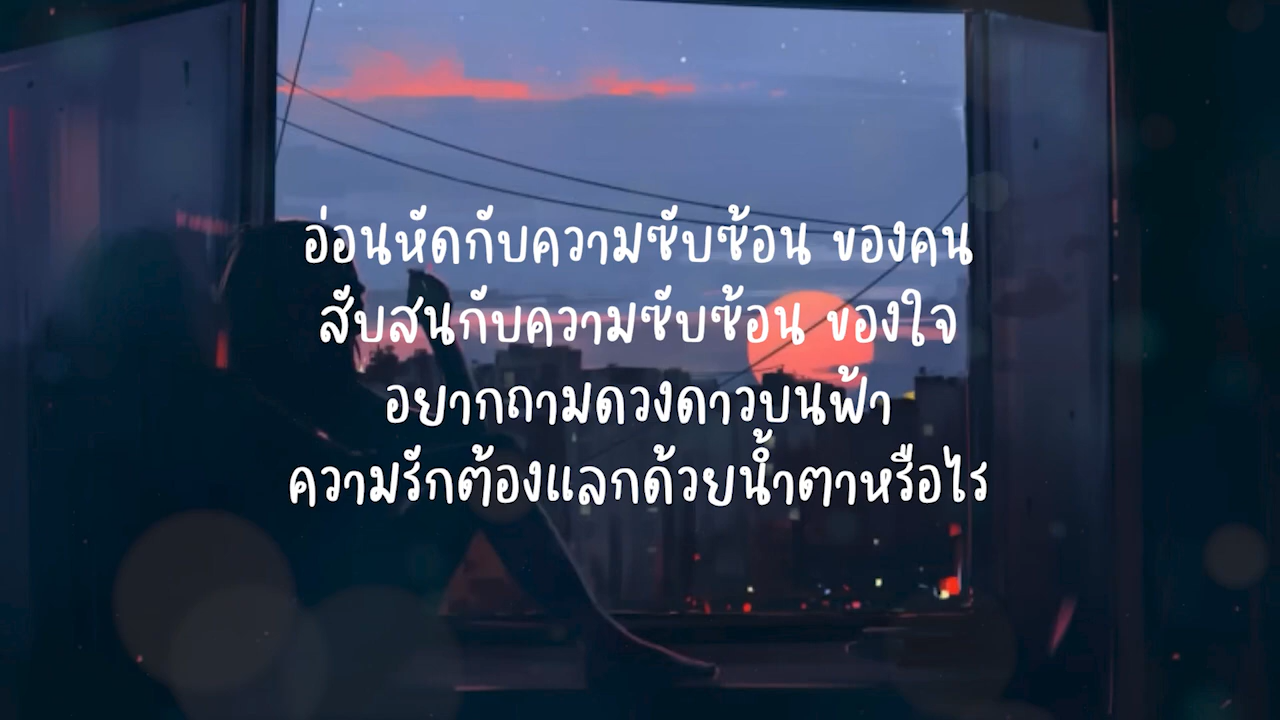 อ่อนหัดกับความซับซ้อน ของคน
สับสนกับความซับซ้อน ของใจ
อยากถามดวงดาวบนฟ้า
ความรักต้องแลกด้วยน้ำตาหรือไร